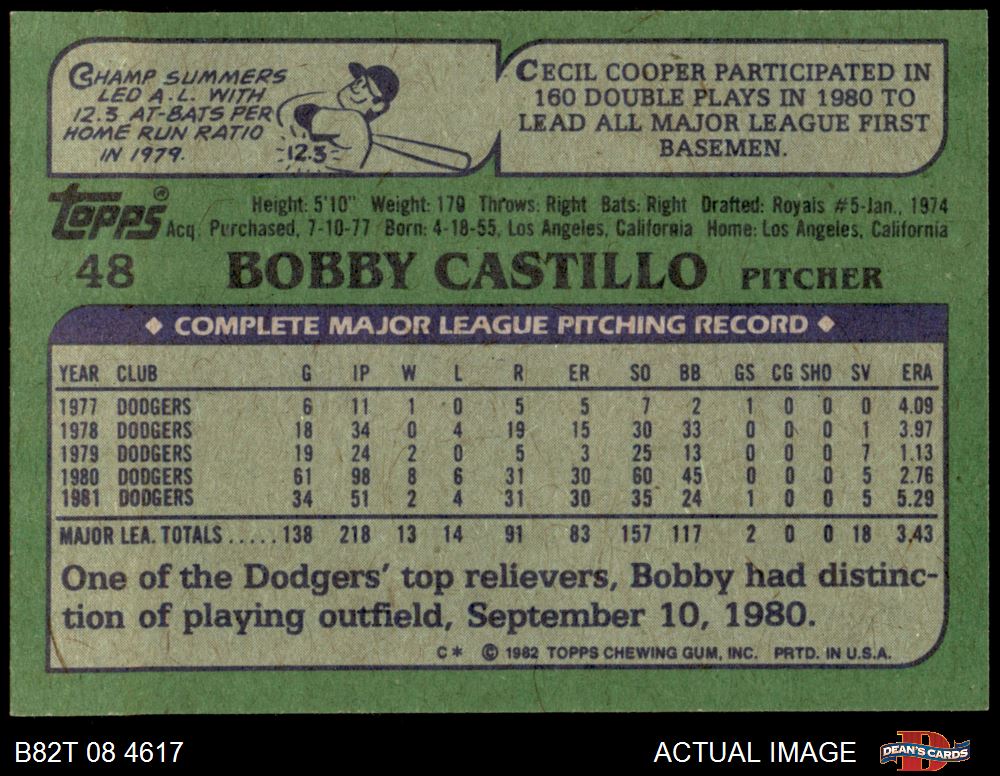 CHAMP SUMMERS
LED A.L. WITH
12.3 AT-BATS PER
HOME RUN RATIO
IN 1979.
12.3
CECIL COOPER PARTICIPATED IN
160 DOUBLE PLAYS IN 1980 TO
LEAD ALL MAJOR LEAGUE FIRST
BASEMEN.
Topps®
Height: 5'10" Weight: 170 Throws: Right Bats: Right Drafted: Royals #5-Jan., 1974
Acq. Purchased, 7-10-77 Born: 4-18-55, Los Angeles, California Home: Los Angeles, California
48 BOBBY CASTILLO PITCHER
◆ COMPLETE MAJOR LEAGUE PITCHING RECORD ◆
YEAR CLUB G IP W L R ER SO BB GS CG SHO SV ERA
1977 DODGERS 6 11 1 0 5 5 7 2 1 0 0 0 4.09
1978 DODGERS 18 34 0 4 19 15 30 33 0 0 0 1 3.97
1979 DODGERS 19 24 2 0 5 3 25 13 0 0 0 7 1.13
1980 DODGERS 61 98 8 6 31 30 60 45 0 0 0 5 2.76
1981 DODGERS 34 51 2 4 31 30 35 24 1 0 0 5 5.29
MAJOR LEA. TOTALS.....138 218 13 14 91 83 157 117 2 0 0 18 3.43
One of the Dodgers' top relievers, Bobby had distinc-
tion of playing outfield, September 10, 1980.
C* © 1982 TOPPS CHEWING GUM, INC. PRTD. IN U.S.A.
B82T 08 4617 ACTUAL IMAGE DEAN'S CARDS